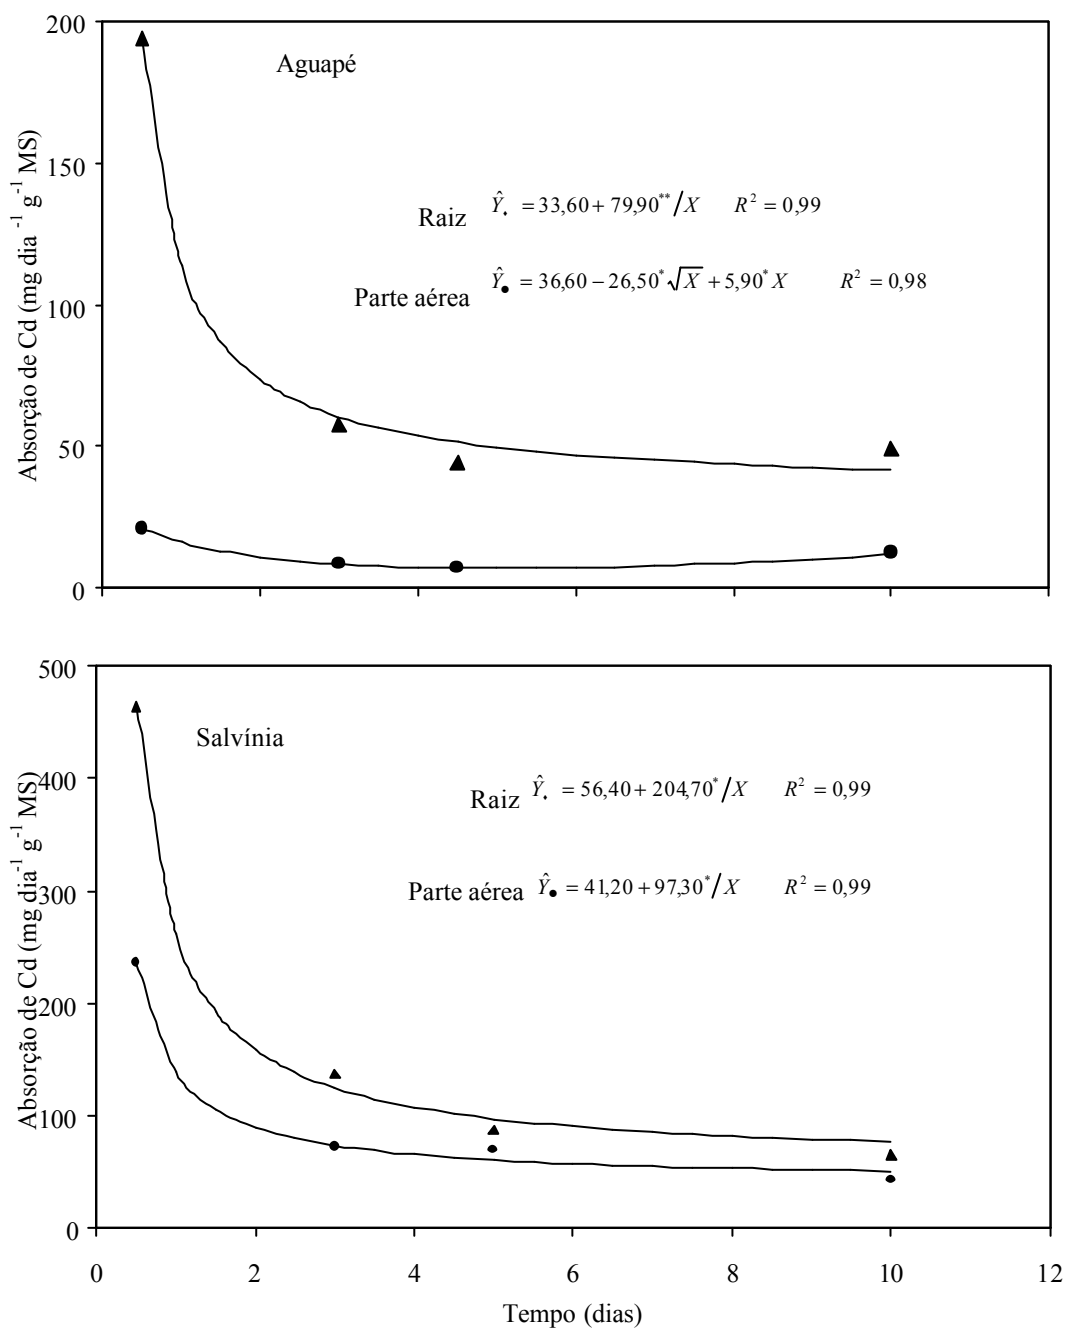 200
Aguapé
150
Raiz Ŷ♦ = 33,60 + 79,90**/X R² = 0,99
Parte aérea Ŷ● = 36,60 − 26,50*√X + 5,90* X R² = 0,98
100
50
0
Absorção de Cd (mg dia⁻¹ g⁻¹ MS)
500
Salvínia
400
Raiz Ŷ♦ = 56,40 + 204,70*/X R² = 0,99
Parte aérea Ŷ● = 41,20 + 97,30*/X R² = 0,99
300
200
100
0
Absorção de Cd (mg dia⁻¹ g⁻¹ MS)
0 2 4 6 8 10 12
Tempo (dias)